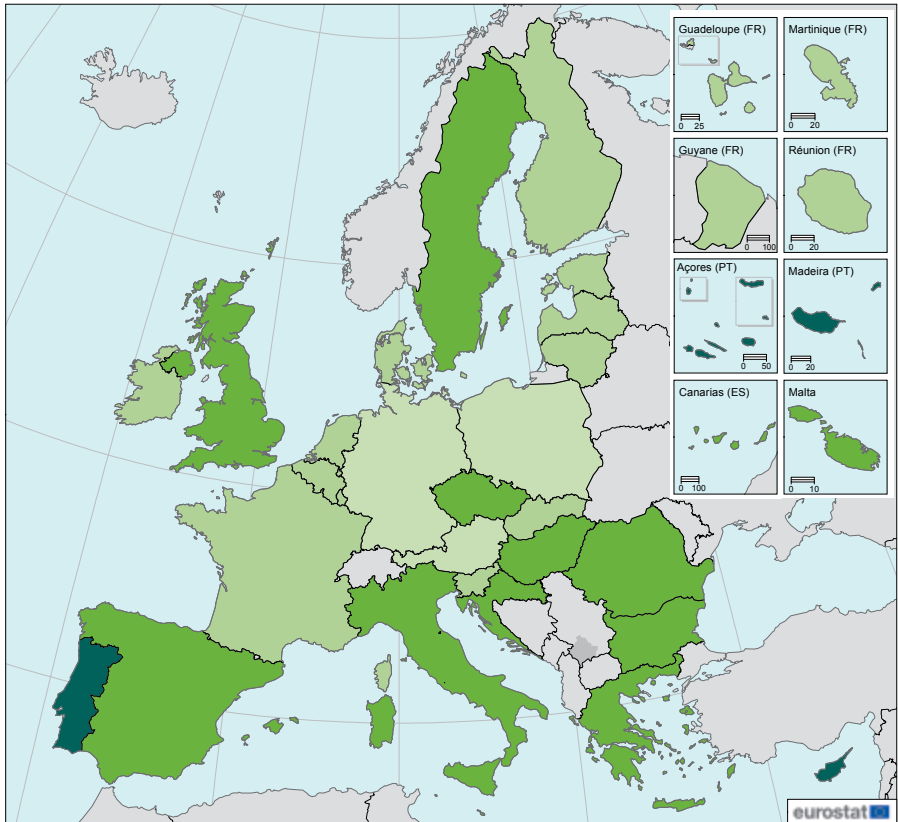 Guadeloupe (FR)
0 25
Martinique (FR)
0 20
Guyane (FR)
0 100
Réunion (FR)
0 20
Açores (PT)
0 50
Madeira (PT)
0 20
Canarias (ES)
0 100
Malta
0 10
eurostat